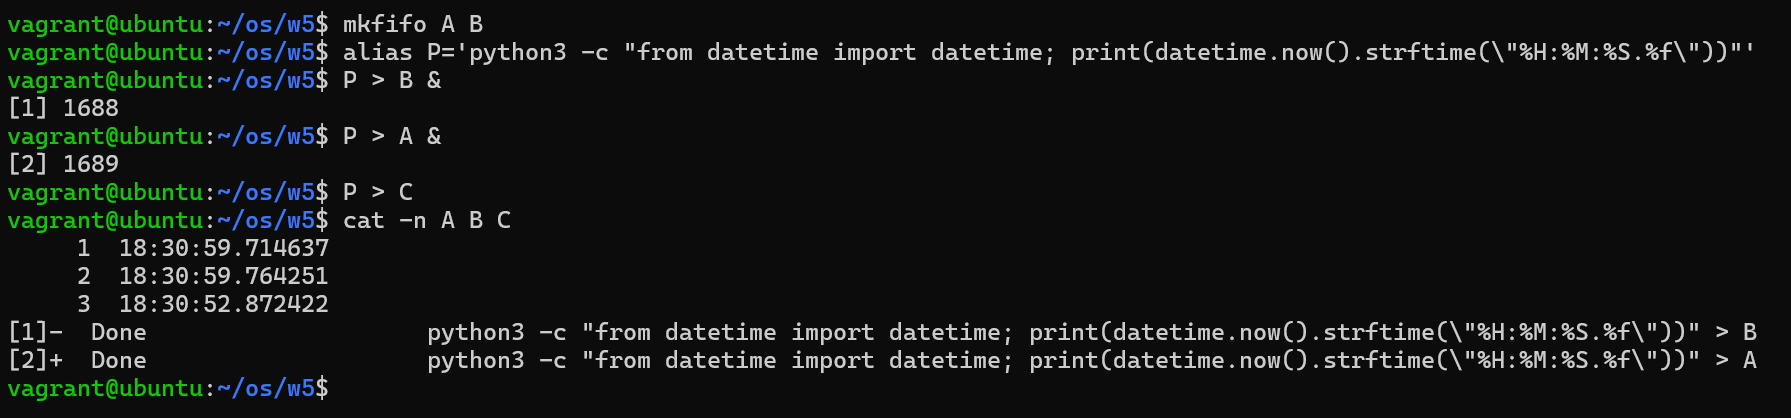 vagrant@ubuntu:~/os/w5$ mkfifo A B
vagrant@ubuntu:~/os/w5$ alias P='python3 -c "from datetime import datetime; print(datetime.now().strftime(\"%H:%M:%S.%f\"))"'
vagrant@ubuntu:~/os/w5$ P > B &
[1] 1688
vagrant@ubuntu:~/os/w5$ P > A &
[2] 1689
vagrant@ubuntu:~/os/w5$ P > C
vagrant@ubuntu:~/os/w5$ cat -n A B C
     1  18:30:59.714637
     2  18:30:59.764251
     3  18:30:52.872422
[1]-  Done                    python3 -c "from datetime import datetime; print(datetime.now().strftime(\"%H:%M:%S.%f\"))" > B
[2]+  Done                    python3 -c "from datetime import datetime; print(datetime.now().strftime(\"%H:%M:%S.%f\"))" > A
vagrant@ubuntu:~/os/w5$